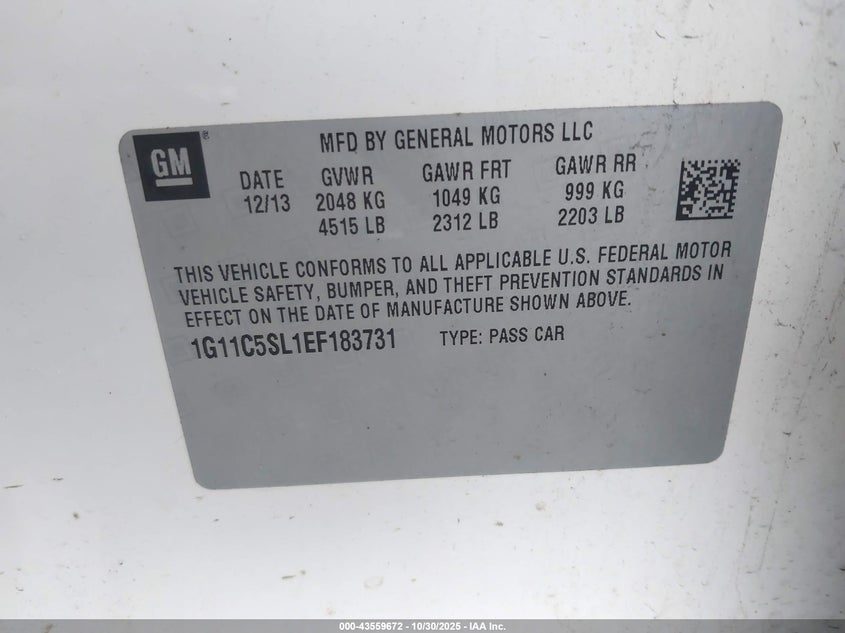 GM ®
MFD BY GENERAL MOTORS LLC
DATE GVWR GAWR FRT GAWR RR
12/13 2048 KG 1049 KG 999 KG
4515 LB 2312 LB 2203 LB
THIS VEHICLE CONFORMS TO ALL APPLICABLE U.S. FEDERAL MOTOR
VEHICLE SAFETY, BUMPER, AND THEFT PREVENTION STANDARDS IN
EFFECT ON THE DATE OF MANUFACTURE SHOWN ABOVE.
1G11C5SL1EF183731 TYPE: PASS CAR
000-43559672 - 10/30/2025 - IAA Inc.